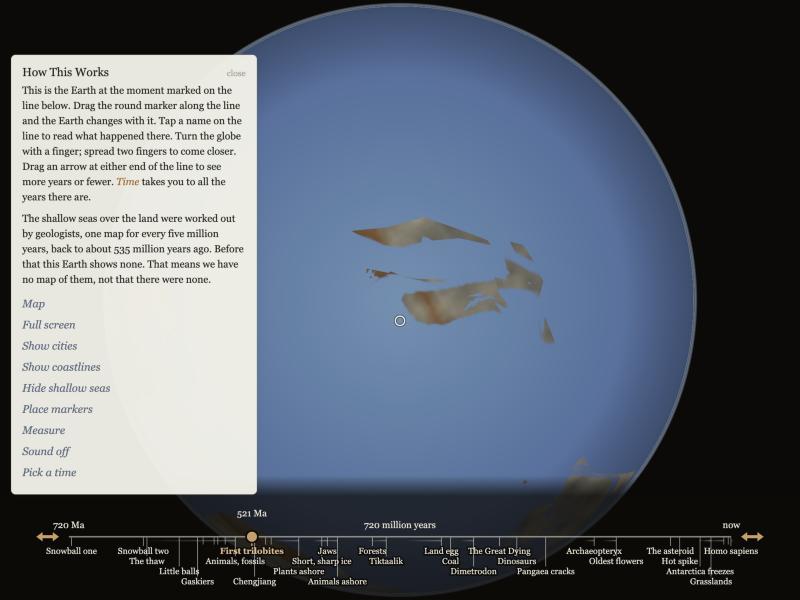 How This Works
close
This is the Earth at the moment marked on the
line below. Drag the round marker along the line
and the Earth changes with it. Tap a name on the
line to read what happened there. Turn the globe
with a finger; spread two fingers to come closer.
Drag an arrow at either end of the line to see
more years or fewer. Time takes you to all the
years there are.
The shallow seas over the land were worked out
by geologists, one map for every five million
years, back to about 535 million years ago. Before
that this Earth shows none. That means we have
no map of them, not that there were none.
Map
Full screen
Show cities
Show coastlines
Hide shallow seas
Place markers
Measure
Sound off
Pick a time
521 Ma
720 Ma
720 million years
now
Snowball one
Snowball two
First trilobites
Jaws
Forests
Land egg
The Great Dying
Archaeopteryx
The asteroid
Homo sapiens
The thaw
Animals, fossils
Short, sharp ice
Tiktaalik
Coal
Dinosaurs
Oldest flowers
Hot spike
Little balls
Plants ashore
Dimetrodon
Pangaea cracks
Antarctica freezes
Gaskiers
Chengjiang
Animals ashore
Grasslands